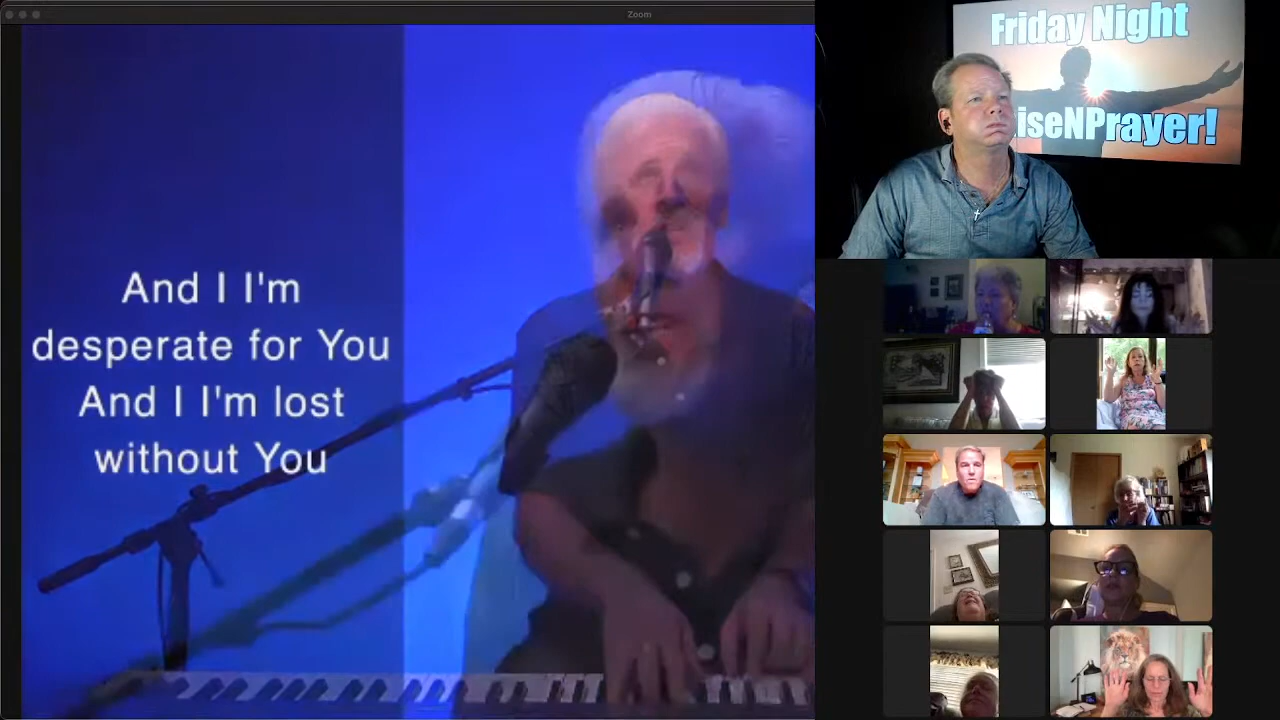 Zoom
Friday Night
iseNPrayer!
And I I'm
desperate for You
And I I'm lost
without You